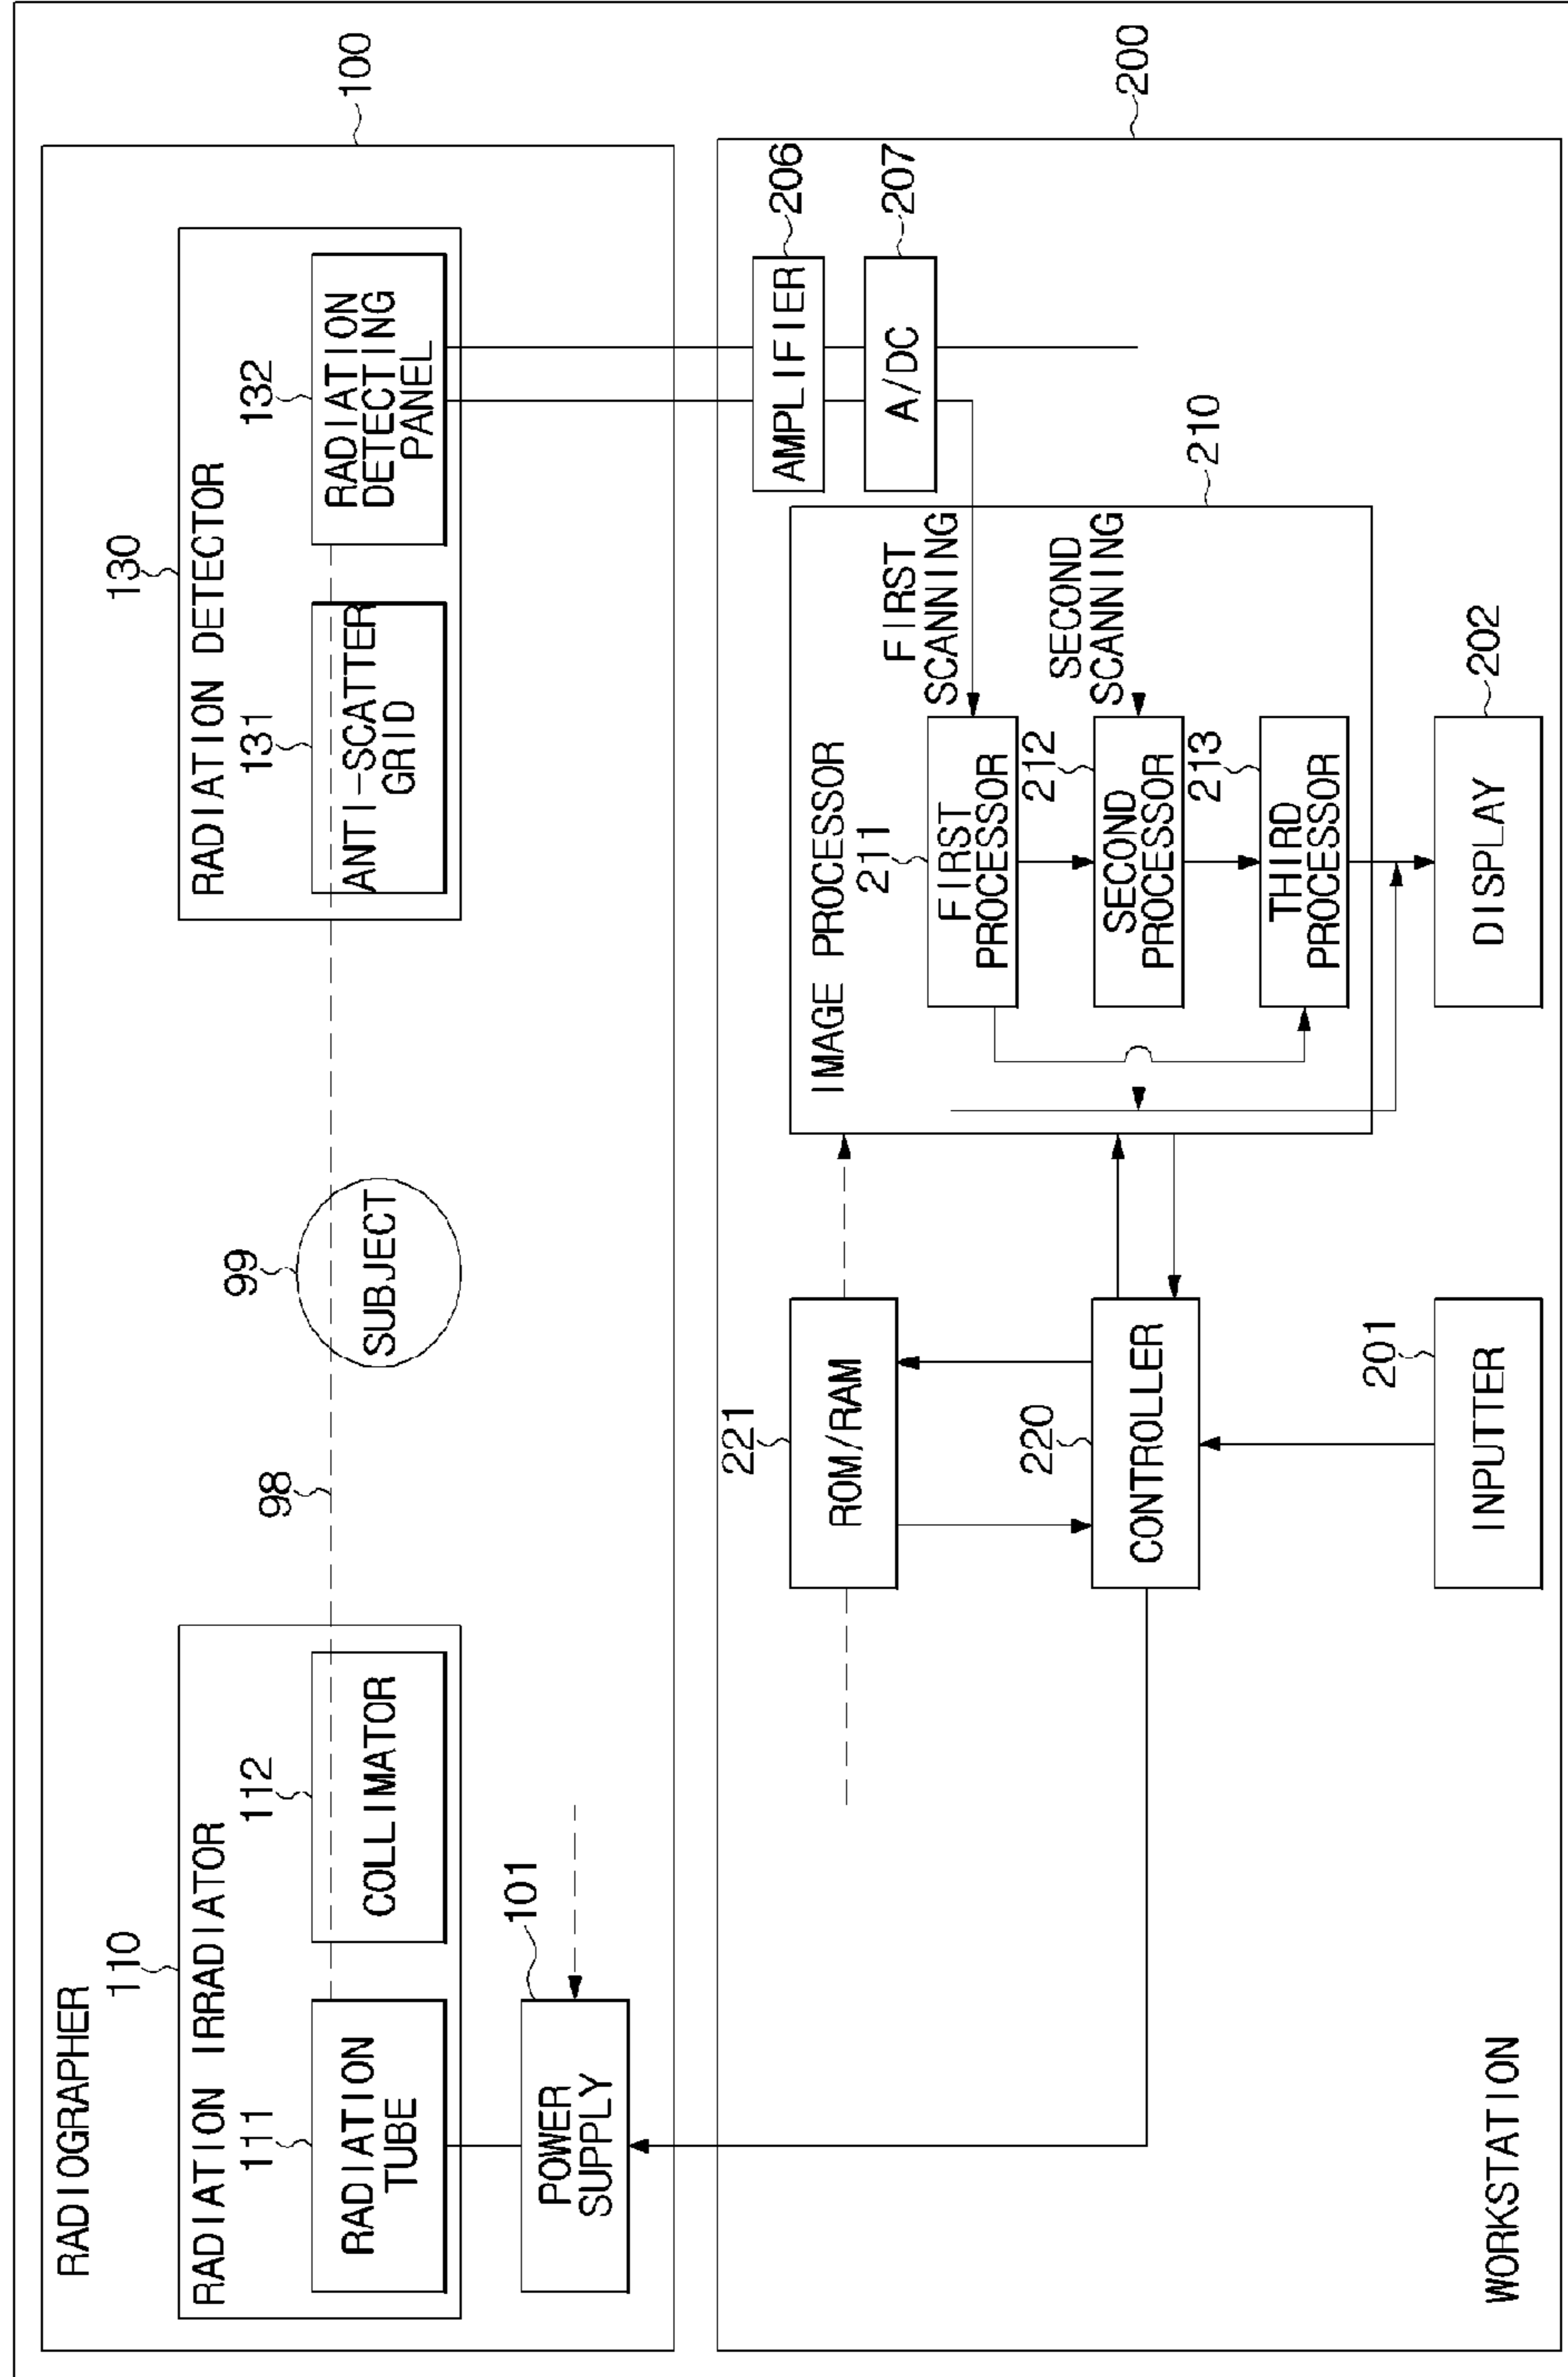 RADIOGRAPHER
100
110
RADIATION IRRADIATOR
111
RADIATION
TUBE
112
COLLIMATOR
98
99
SUBJECT
130
RADIATION DETECTOR
131
ANTI-SCATTER
GRID
132
RADIATION
DETECTING
PANEL
101
POWER
SUPPLY
200
206
AMPLIFIER
207
A/DC
221
ROM/RAM
220
CONTROLLER
201
INPUTTER
210
IMAGE PROCESSOR
211
FIRST
PROCESSOR
FIRST
SCANNING
212
SECOND
PROCESSOR
SECOND
SCANNING
213
THIRD
PROCESSOR
202
DISPLAY
WORKSTATION